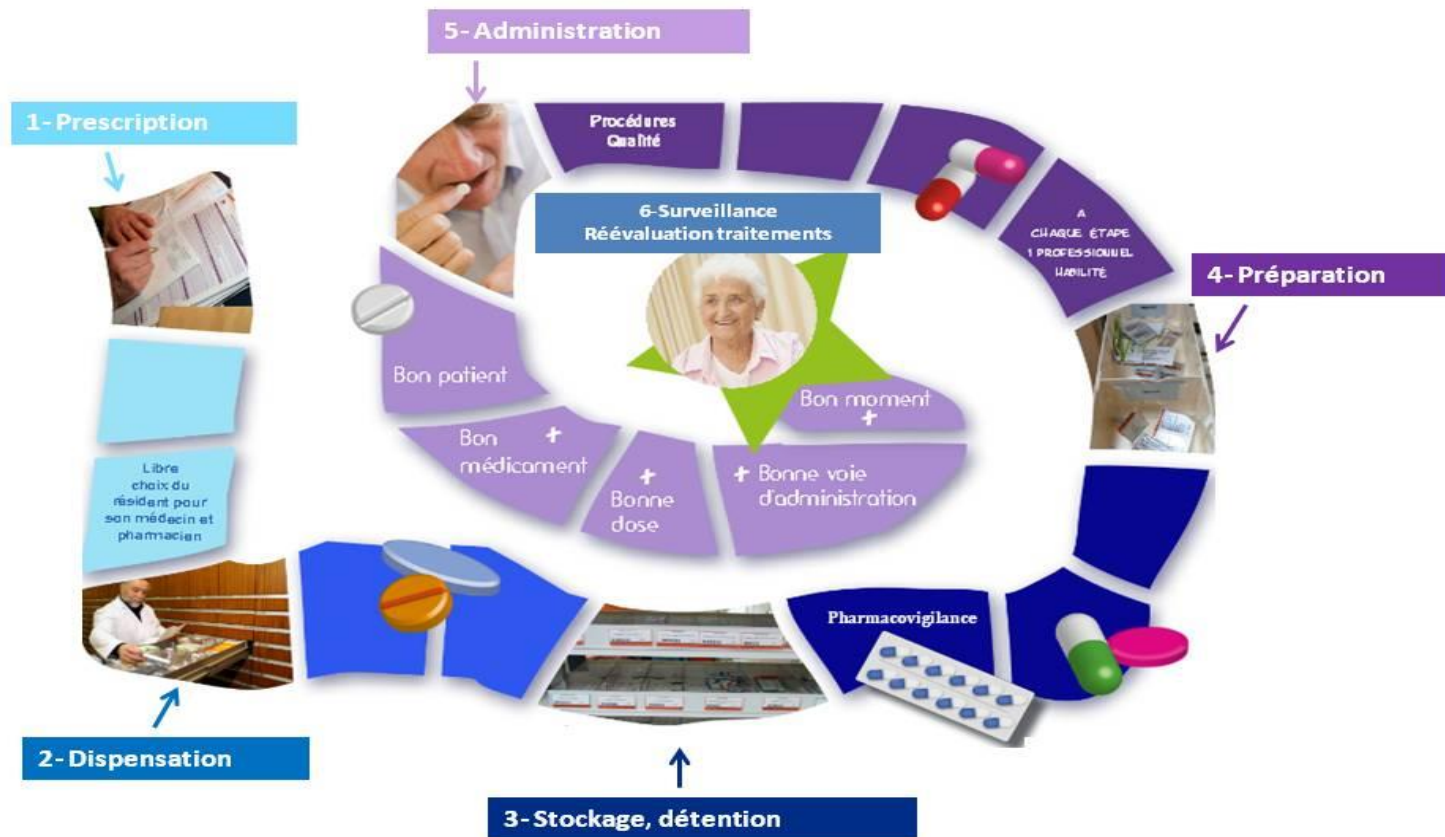 5- Administration
1- Prescription
Procédures
Qualité
6-Surveillance
Réévaluation traitements
A
CHAQUE ÉTAPE
1 PROFESSIONNEL
HABILITÉ
4- Préparation
Bon patient
Bon moment
+
Bon +
médicament
+
Bonne
dose
+ Bonne voie
d'administration
Libre
choix du
résident pour
son médecin et
pharmacien
Pharmacovigilance
2- Dispensation
3- Stockage, détention